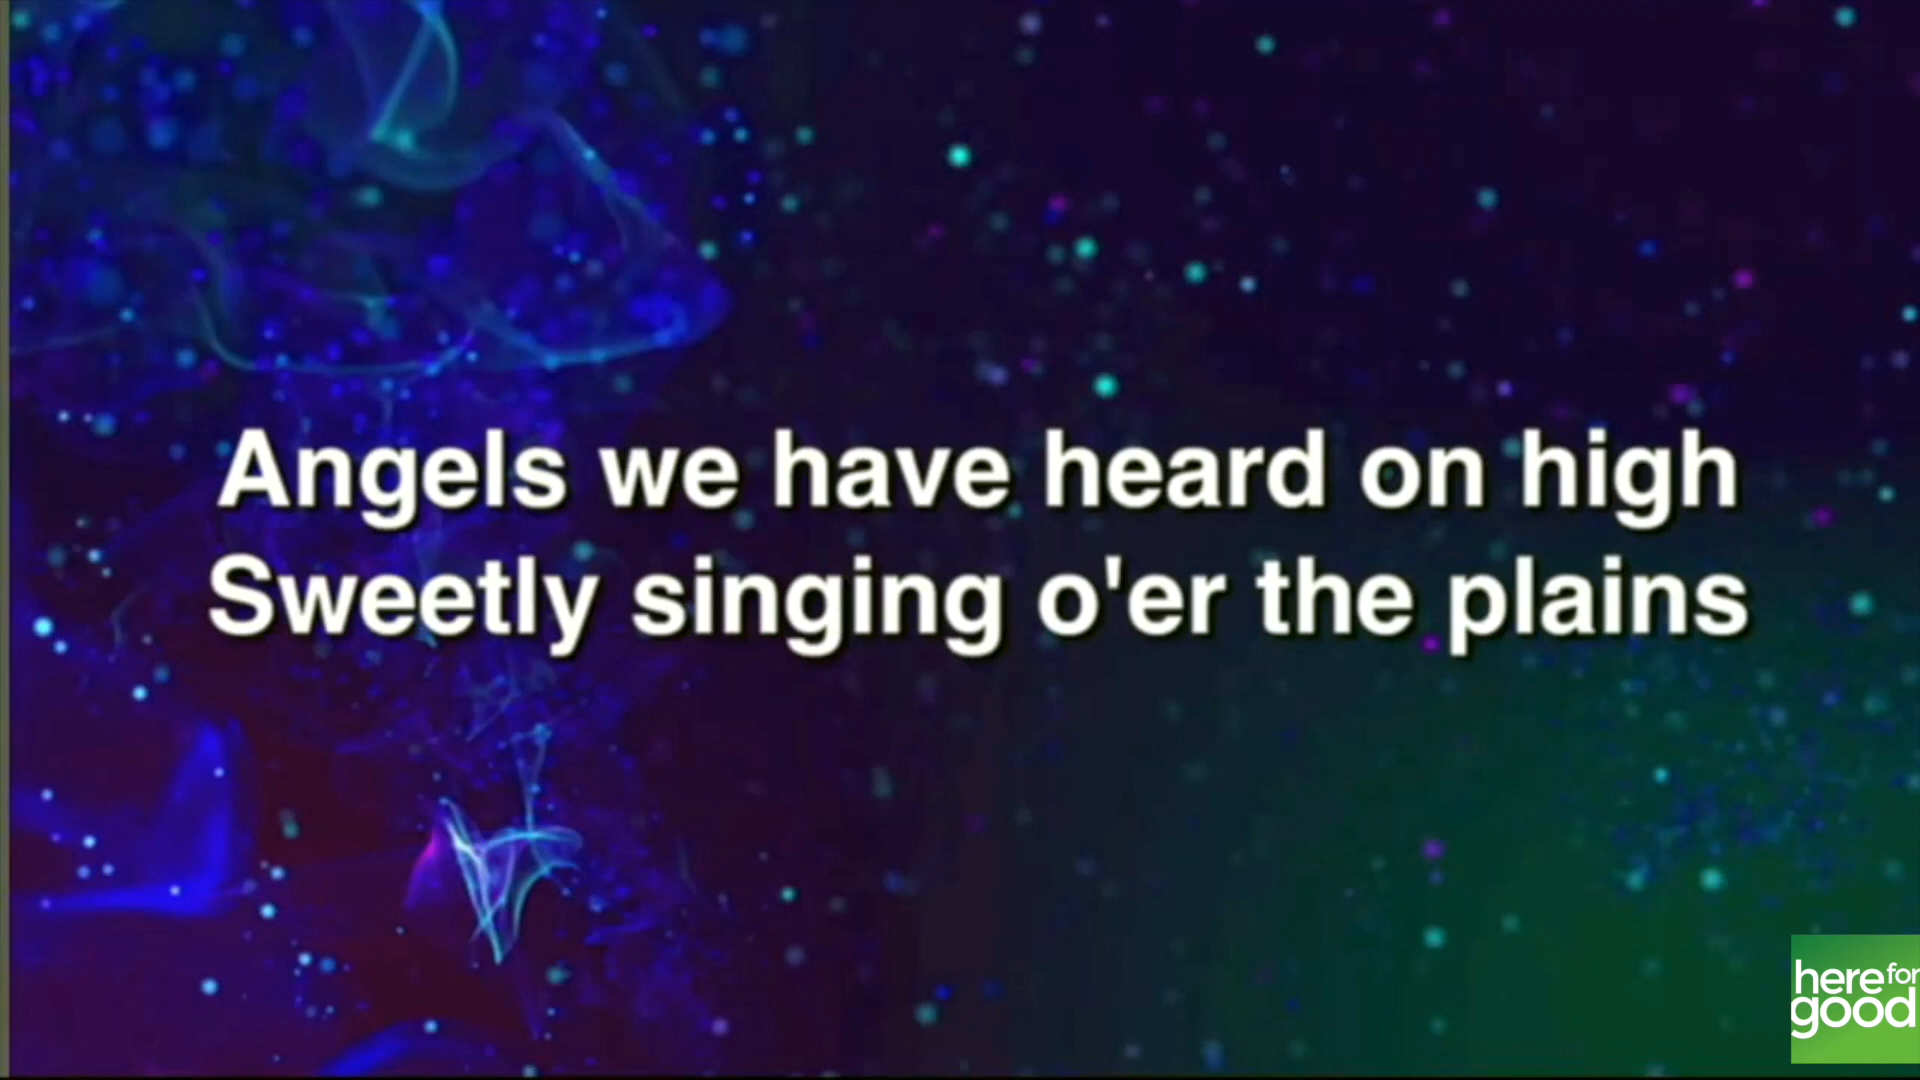 Angels we have heard on high
Sweetly singing o'er the plains
here for
good